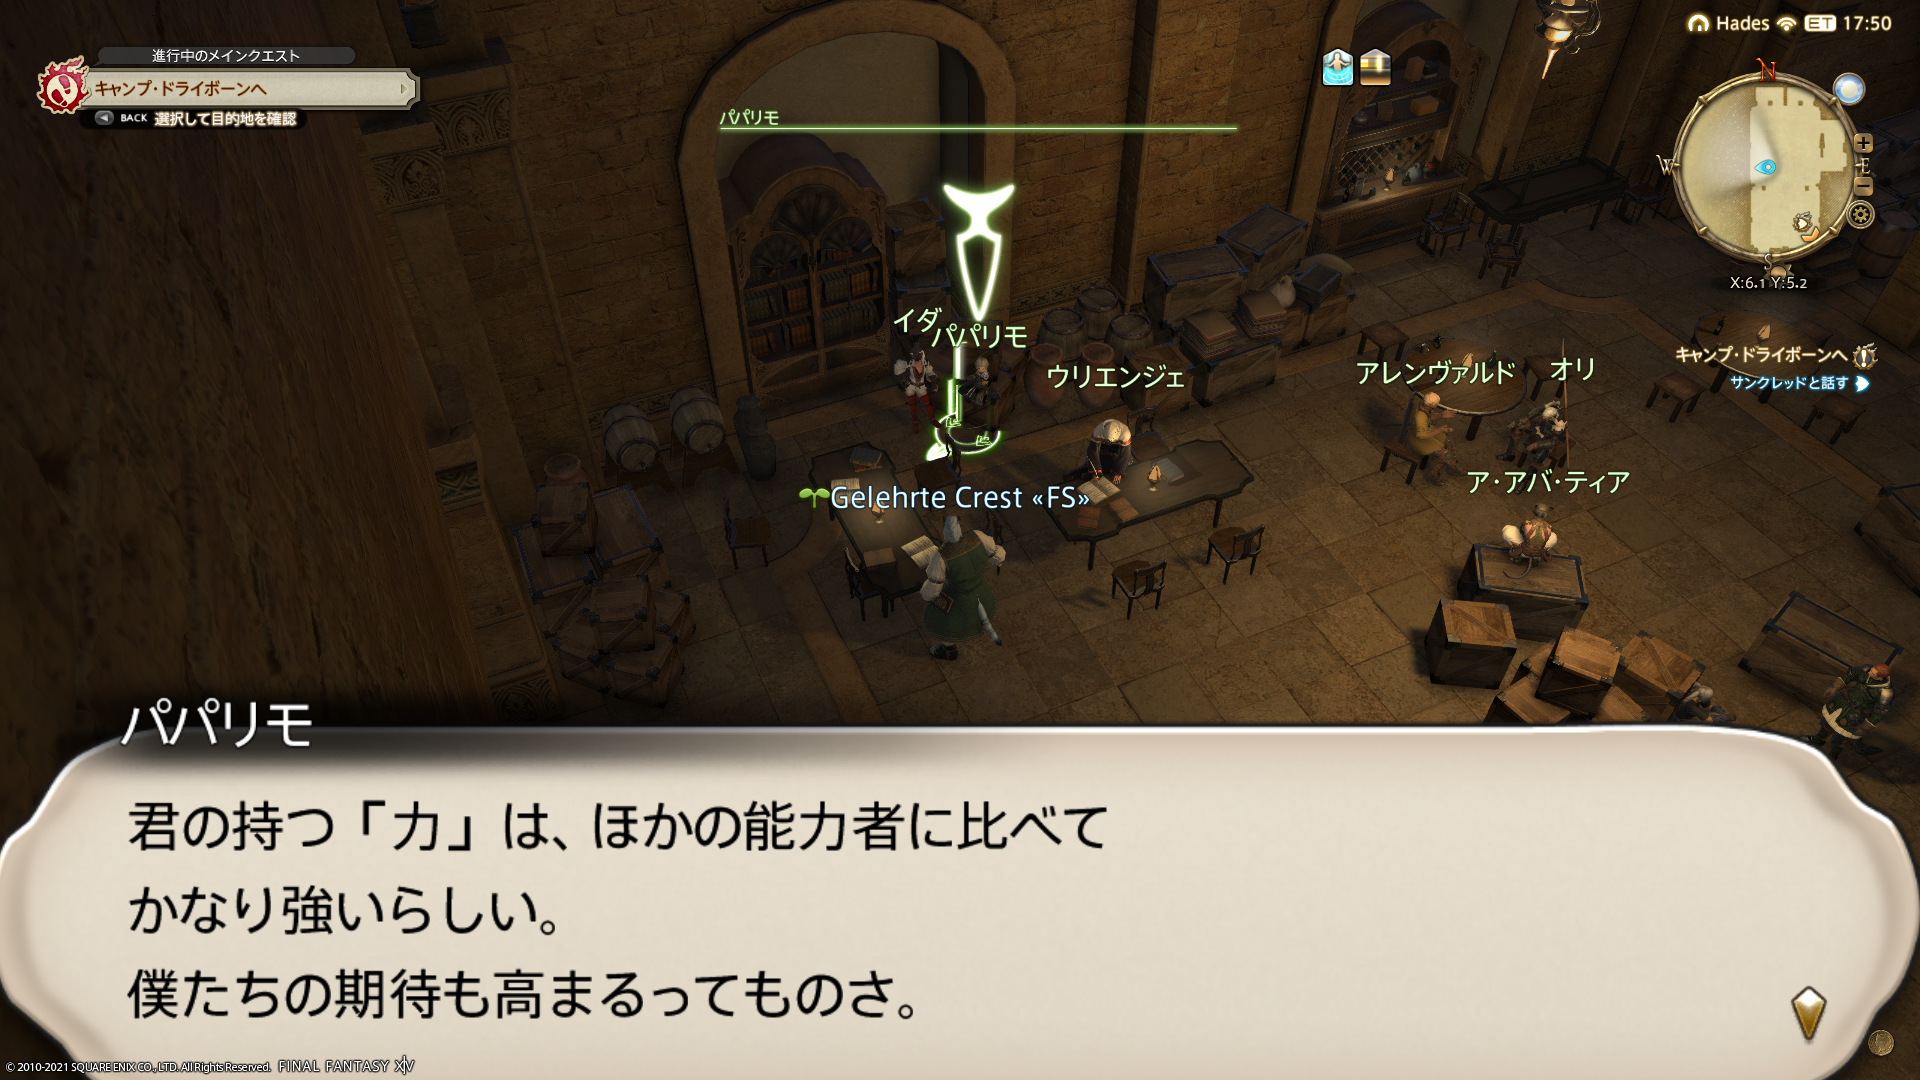 進行中のメインクエスト
キャンプ・ドライボーンへ
BACK 選択して目的地を確認
Hades ET 17:50
パパリモ
N
W
E
S
X:6.1 Y:5.2
キャンプ・ドライボーンへ
サンクレッドと話す
イダ
パパリモ
ウリエンジェ
アレンヴァルド
オリ
ア・アバ・ティア
Gelehrte Crest «FS»
パパリモ
君の持つ「力」は、ほかの能力者に比べて
かなり強いらしい。
僕たちの期待も高まるってものさ。
© 2010-2021 SQUARE ENIX CO., LTD. All Rights Reserved. FINAL FANTASY XIV